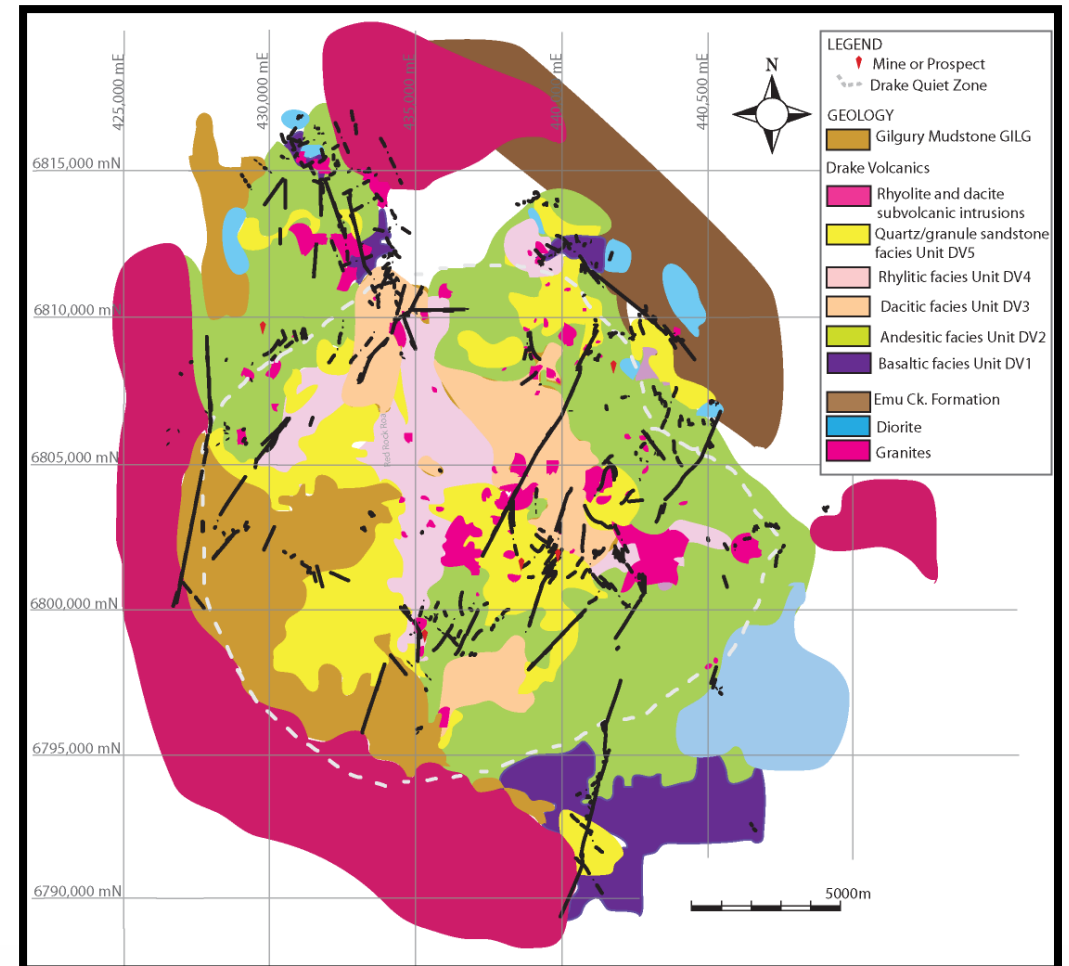 LEGEND
Mine or Prospect
Drake Quiet Zone
GEOLOGY
Gilgury Mudstone GILG
Drake Volcanics
Rhyolite and dacite
subvolcanic intrusions
Quartz/granule sandstone
facies Unit DV5
Rhylitic facies Unit DV4
Dacitic facies Unit DV3
Andesitic facies Unit DV2
Basaltic facies Unit DV1
Emu Ck. Formation
Diorite
Granites
N
425,000 mE
430,000 mE
435,000 mE
440,500 mE
6815,000 mN
6810,000 mN
6805,000 mN
6800,000 mN
6795,000 mN
6790,000 mN
Red Rock
5000m